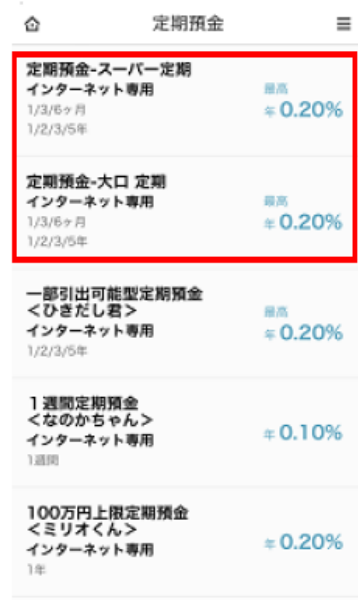 定期預金
定期預金-スーパー定期
インターネット専用
1/3/6ヶ月
1/2/3/5年
最高
年 0.20%
定期預金-大口 定期
インターネット専用
1/3/6ヶ月
1/2/3/5年
最高
年 0.20%
一部引出可能型定期預金
<ひきだし君>
インターネット専用
1/2/3/5年
最高
年 0.20%
１週間定期預金
<なのかちゃん>
インターネット専用
1週間
年 0.10%
100万円上限定期預金
<ミリオくん>
インターネット専用
1年
年 0.20%